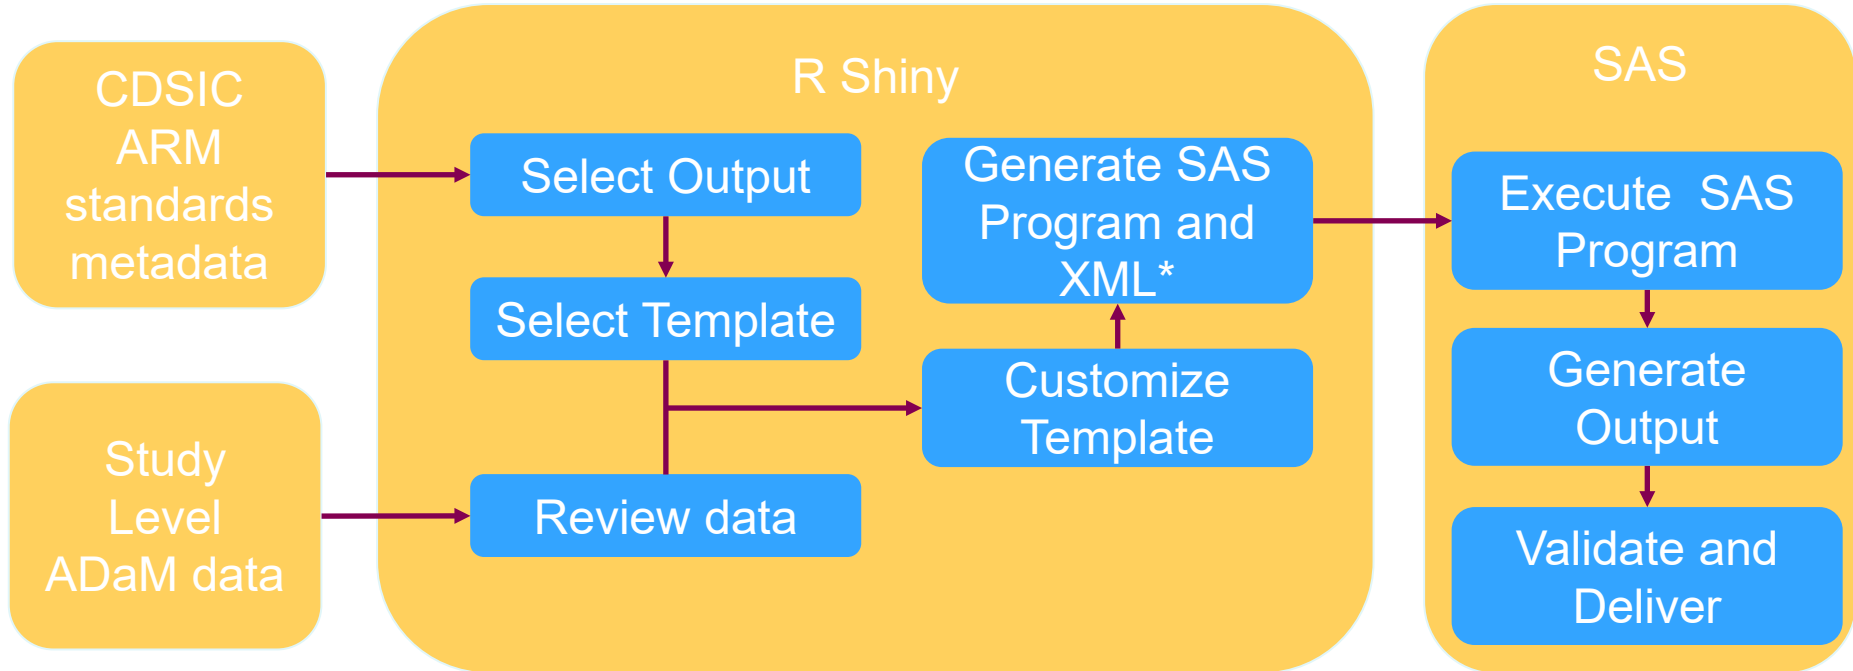 CDSIC
ARM
standards
metadata
Study
Level
ADaM data
R Shiny
Select Output
Select Template
Review data
Generate SAS
Program and
XML*
Customize
Template
SAS
Execute  SAS
Program
Generate
Output
Validate and
Deliver